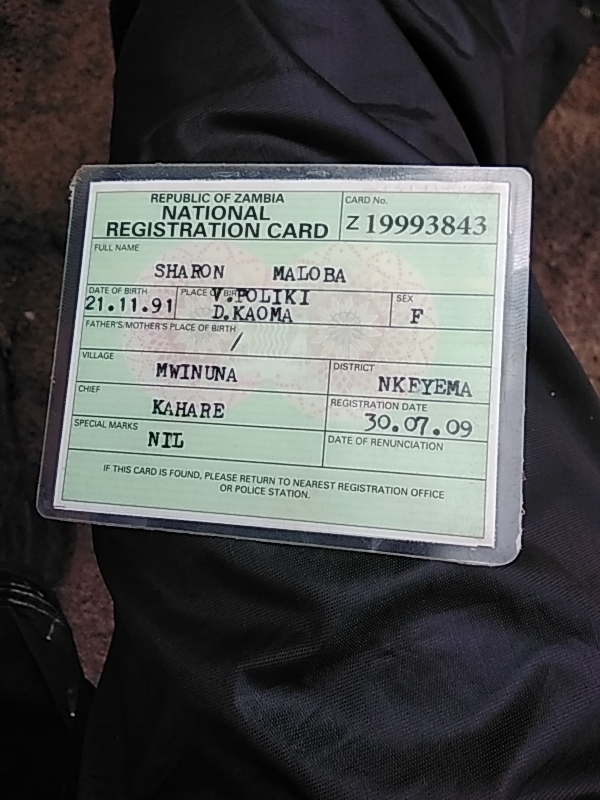 REPUBLIC OF ZAMBIA
NATIONAL
REGISTRATION CARD
CARD No.
Z 19993843
FULL NAME
SHARON MALOBA
DATE OF BIRTH
21.11.91
PLACE OF BIRTH
V.POLIKI
D.KAOMA
SEX
F
FATHER'S/MOTHER'S PLACE OF BIRTH
/
VILLAGE
MWINUNA
DISTRICT
NKEYEMA
CHIEF
KAHARE
REGISTRATION DATE
30.07.09
SPECIAL MARKS
NIL
DATE OF RENUNCIATION
IF THIS CARD IS FOUND, PLEASE RETURN TO NEAREST REGISTRATION OFFICE
OR POLICE STATION.